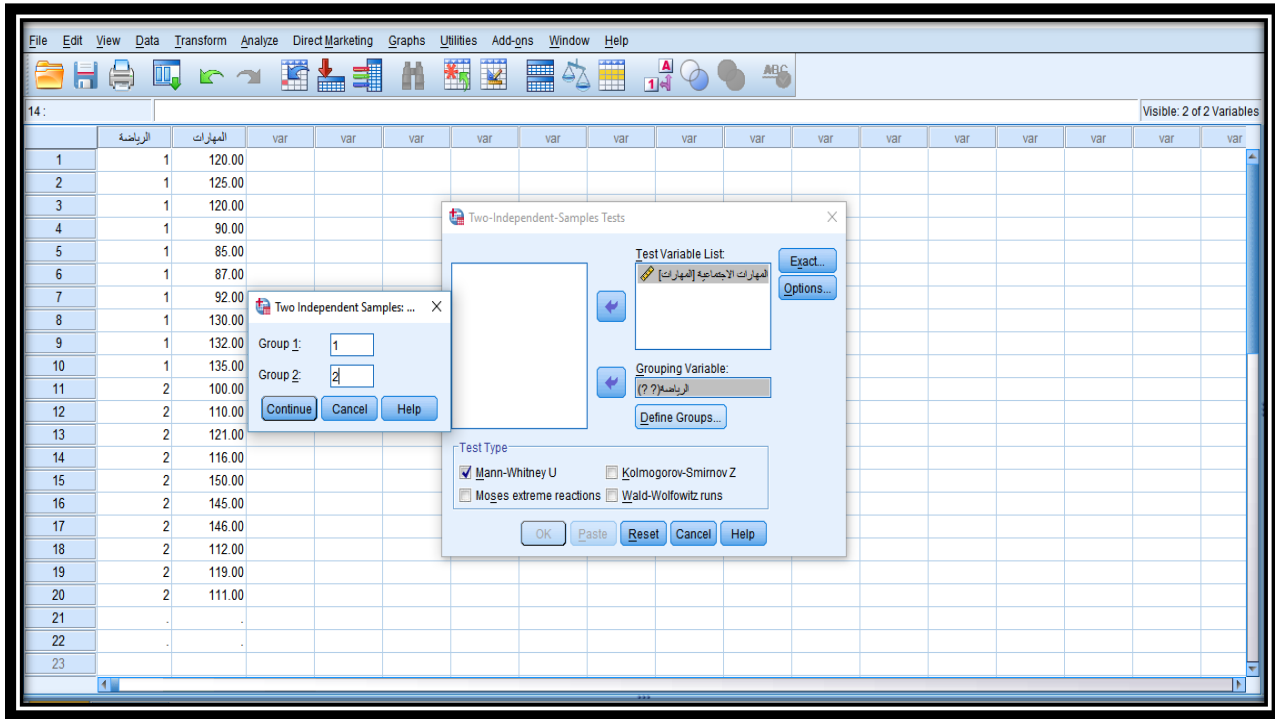 File Edit View Data Transform Analyze Direct Marketing Graphs Utilities Add-ons Window Help
14 :
Visible: 2 of 2 Variables
الرياضة المهارات var var var var var var var var var var var var var var var
1 1 120.00
2 1 125.00
3 1 120.00
4 1 90.00
5 1 85.00
6 1 87.00
7 1 92.00
8 1 130.00
9 1 132.00
10 1 135.00
11 2 100.00
12 2 110.00
13 2 121.00
14 2 116.00
15 2 150.00
16 2 145.00
17 2 146.00
18 2 112.00
19 2 119.00
20 2 111.00
21 . .
22 . .
23
Two Independent Samples: ...
Group 1: 1
Group 2: 2
Continue Cancel Help
Two-Independent-Samples Tests
Test Variable List:
المهارات الاجتماعية [المهارات]
Exact...
Options...
Grouping Variable:
الرياضة(? ?)
Define Groups...
Test Type
Mann-Whitney U Kolmogorov-Smirnov Z
Moses extreme reactions Wald-Wolfowitz runs
OK Paste Reset Cancel Help